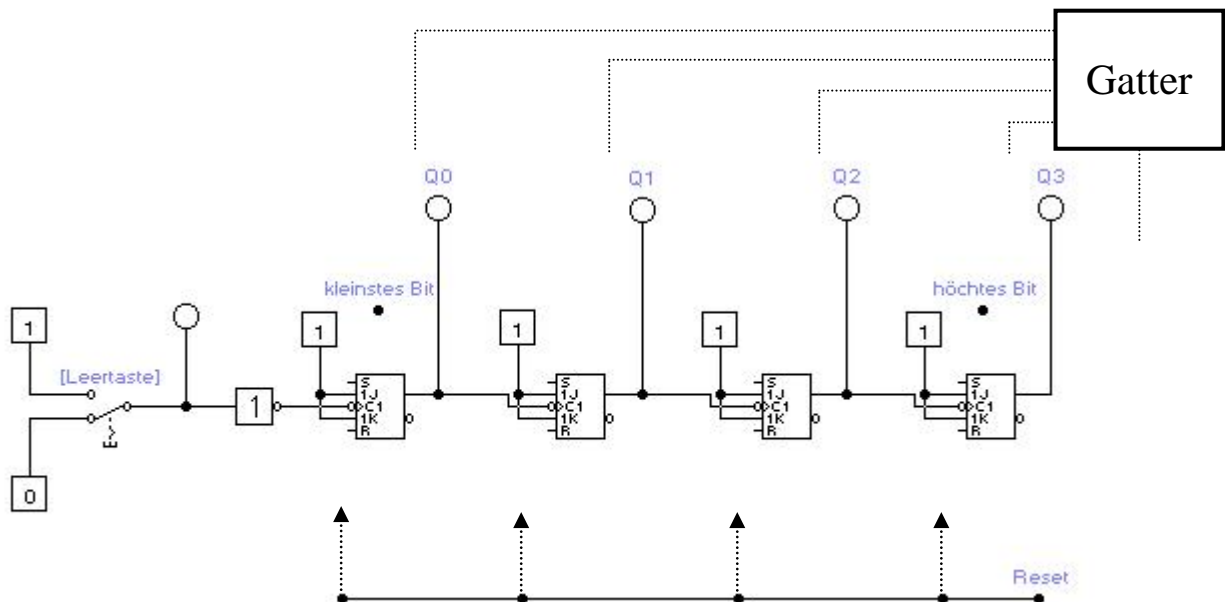 Gatter
Q0
Q1
Q2
Q3
kleinstes Bit
höchtes Bit
1
1
1
1
1
[Leertaste]
S
1J
C1
1K
R
S
1J
C1
1K
R
S
1J
C1
1K
R
S
1J
C1
1K
R
1
0
Reset